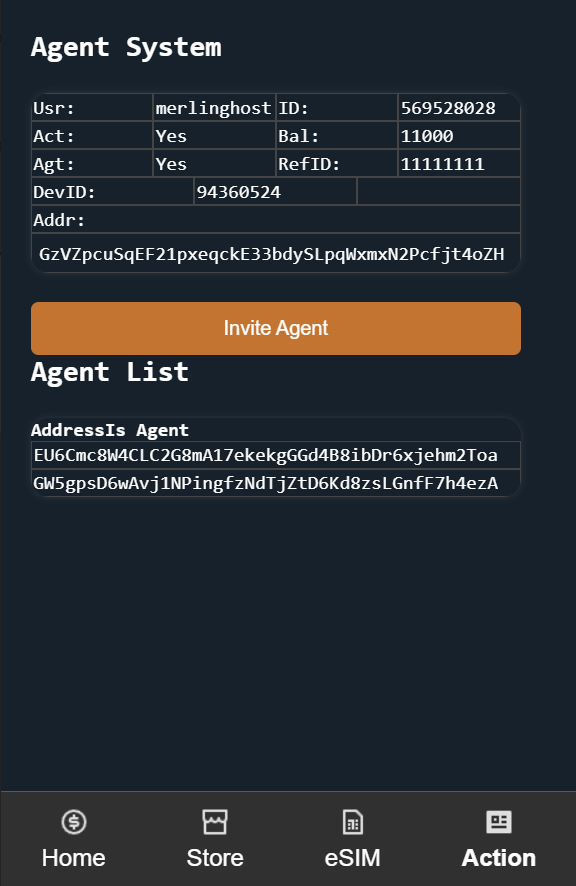 Agent System
Usr: merlinghost ID: 569528028
Act: Yes Bal: 11000
Agt: Yes RefID: 11111111
DevID: 94360524
Addr:
GzVZpcuSqEF21pxeqckE33bdySLpqWxmxN2Pcfjt4oZH
Invite Agent
Agent List
AddressIs Agent
EU6Cmc8W4CLC2G8mA17ekekgGGd4B8ibDr6xjehm2Toa
GW5gpsD6wAvj1NPingfzNdTjZtD6Kd8zsLGnfF7h4ezA
Home Store eSIM Action